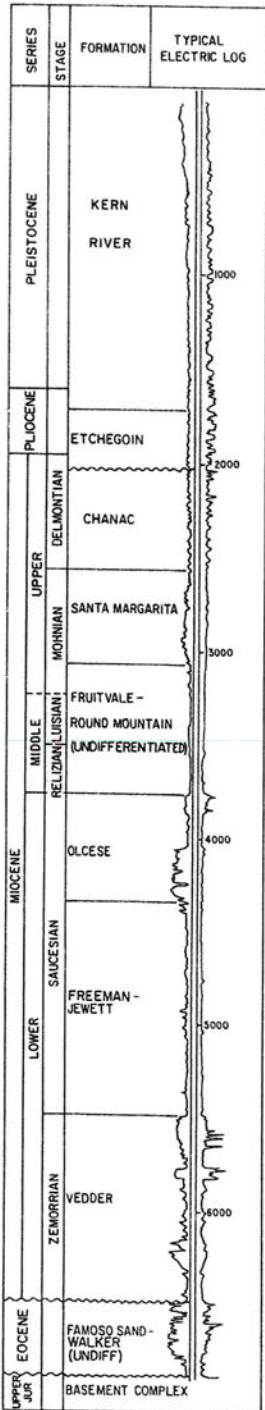 SERIES
STAGE
FORMATION
TYPICAL
ELECTRIC LOG
PLEISTOCENE
KERN
RIVER
1000
PLIOCENE
ETCHEGOIN
2000
MIOCENE
UPPER
DELMONTIAN
CHANAC
MOHNIAN
SANTA MARGARITA
3000
MIDDLE
RELIZIAN
LUISIAN
FRUITVALE -
ROUND MOUNTAIN
(UNDIFFERENTIATED)
4000
OLCESE
LOWER
SAUCESIAN
FREEMAN -
JEWETT
5000
ZEMORRIAN
VEDDER
6000
EOCENE
FAMOSO SAND -
WALKER
(UNDIFF)
UPPER
JUR
BASEMENT COMPLEX